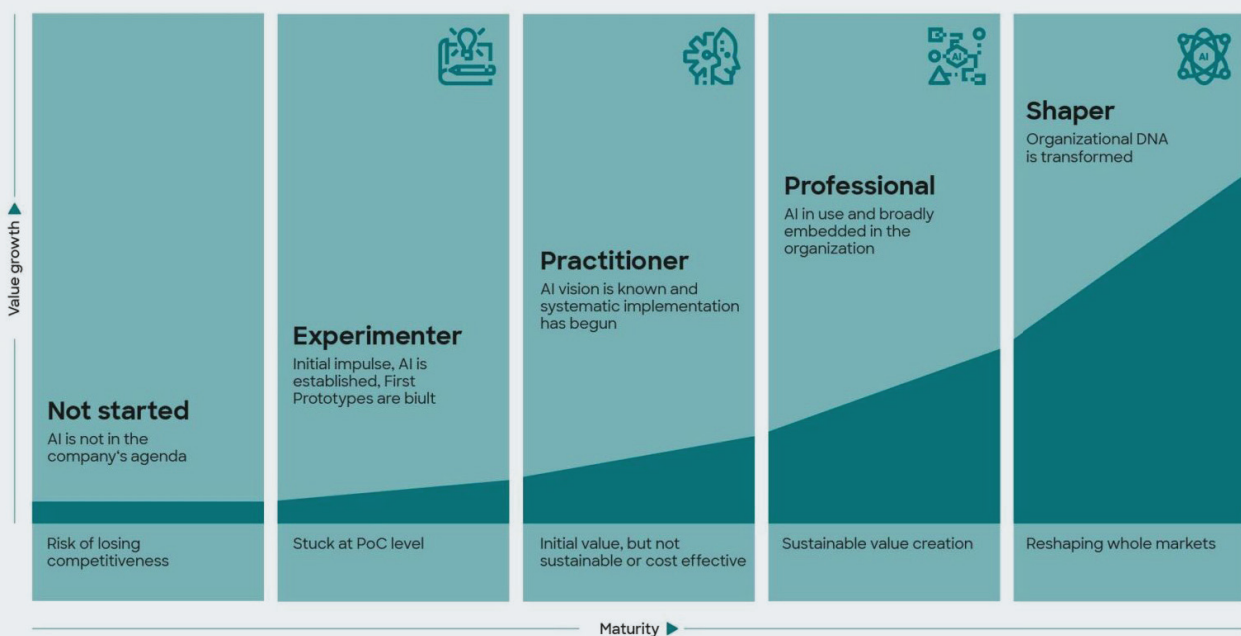 Value growth
Not started
AI is not in the
company's agenda
Risk of losing
competitiveness
Experimenter
Initial impulse, AI is
established, First
Prototypes are biult
Stuck at PoC level
Practitioner
AI vision is known and
systematic implementation
has begun
Initial value, but not
sustainable or cost effective
AI
Professional
AI in use and broadly
embedded in the
organization
Sustainable value creation
AI
Shaper
Organizational DNA
is transformed
Reshaping whole markets
Maturity